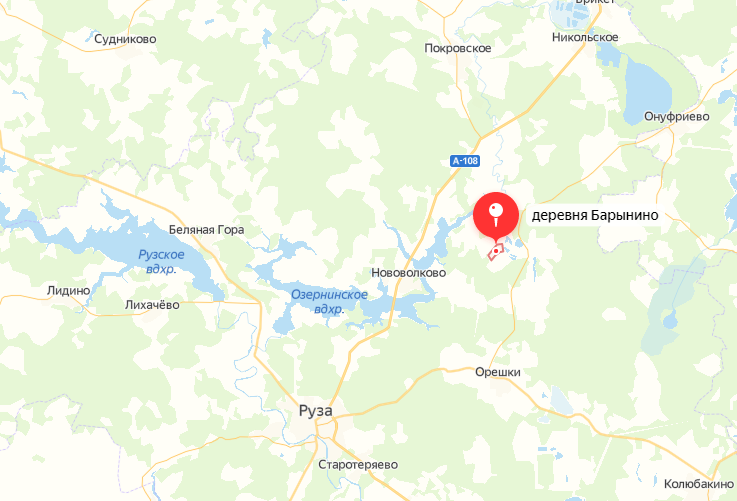 Брикет
Судниково
Никольское
Покровское
Онуфриево
А-108
деревня Барынино
Беляная Гора
Рузское
вдхр.
Нововолково
Лидино
Озернинское
вдхр.
Лихачёво
Орешки
Руза
Старотеряево
Колюбакино